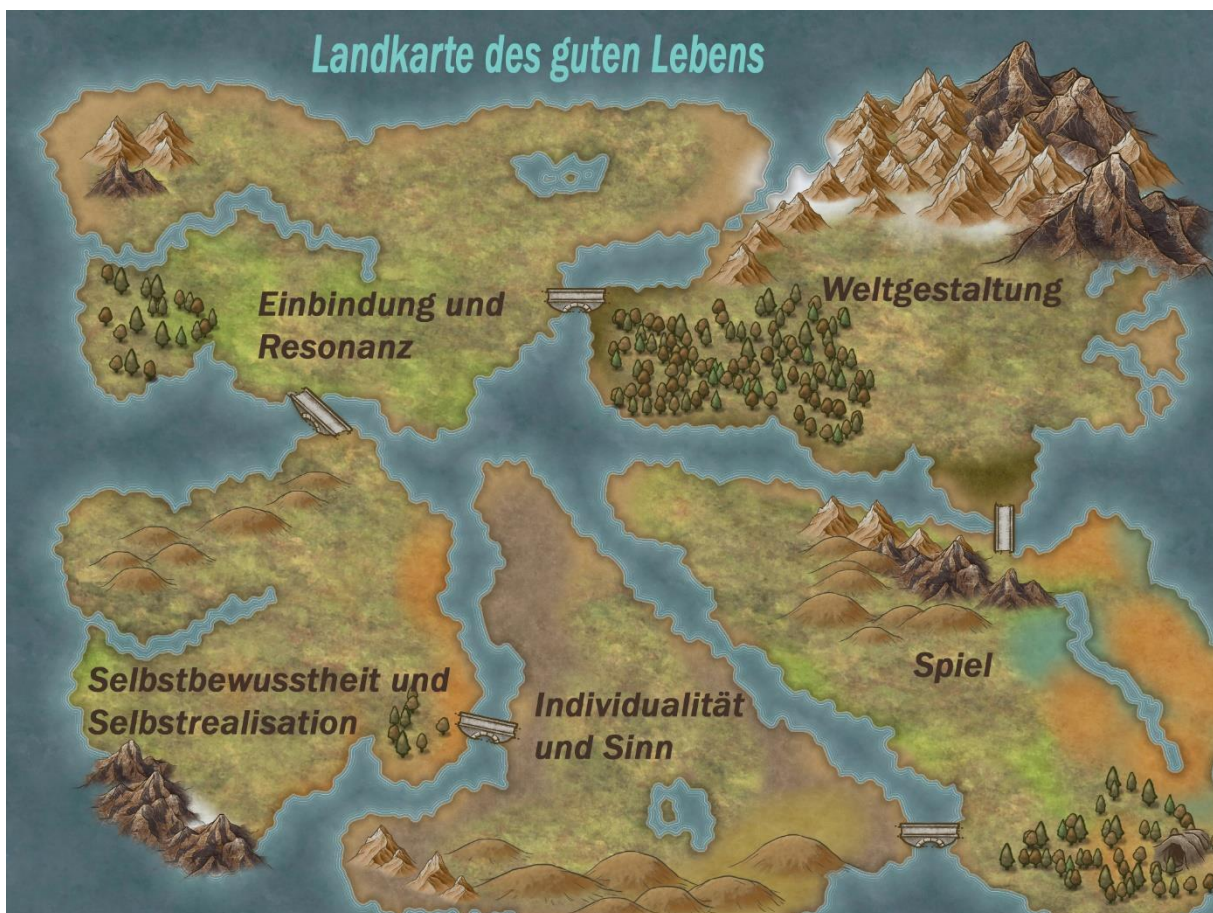 Landkarte des guten Lebens
Einbindung und
Resonanz
Weltgestaltung
Selbstbewusstheit und
Selbstrealisation
Individualität
und Sinn
Spiel